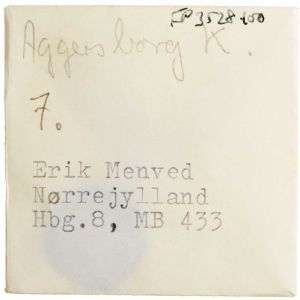 FP 3528.400
Aggersborg K.
7.
Erik Menved
Nørrejylland
Hbg.8, MB 433